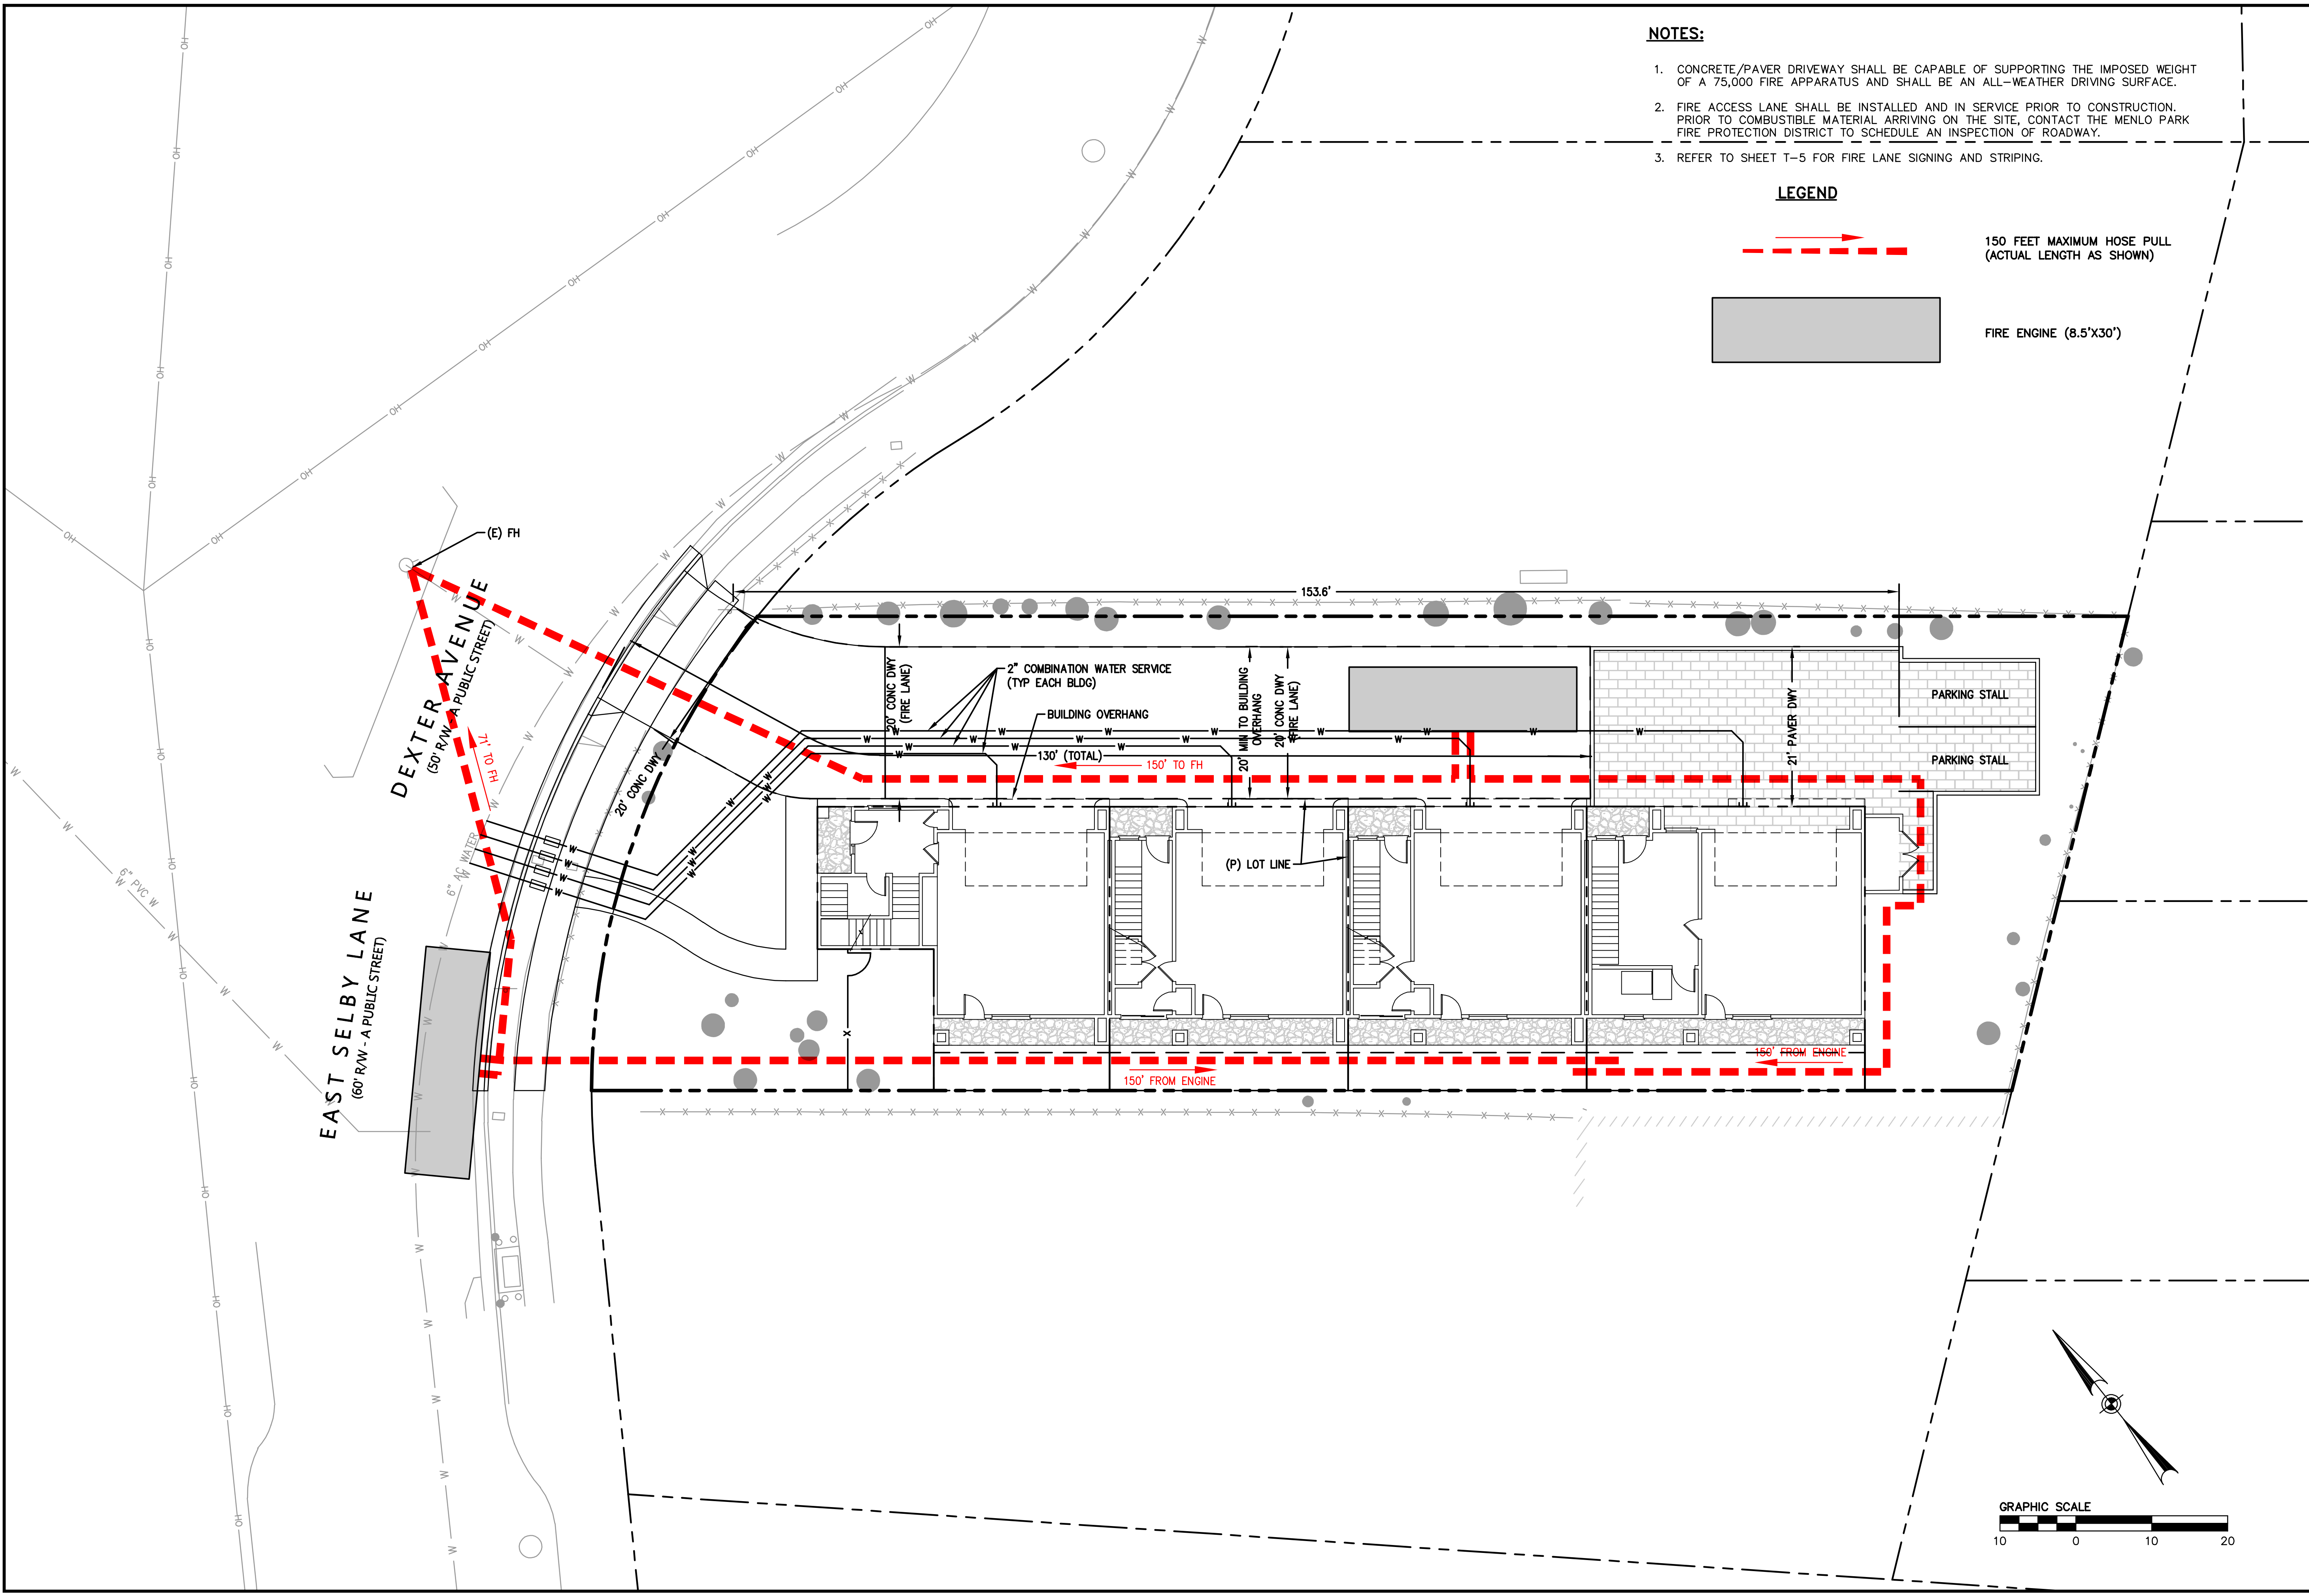 NOTES:
1. CONCRETE/PAVER DRIVEWAY SHALL BE CAPABLE OF SUPPORTING THE IMPOSED WEIGHT
OF A 75,000 FIRE APPARATUS AND SHALL BE AN ALL-WEATHER DRIVING SURFACE.
2. FIRE ACCESS LANE SHALL BE INSTALLED AND IN SERVICE PRIOR TO CONSTRUCTION.
PRIOR TO COMBUSTIBLE MATERIAL ARRIVING ON THE SITE, CONTACT THE MENLO PARK
FIRE PROTECTION DISTRICT TO SCHEDULE AN INSPECTION OF ROADWAY.
3. REFER TO SHEET T-5 FOR FIRE LANE SIGNING AND STRIPING.
LEGEND
150 FEET MAXIMUM HOSE PULL
(ACTUAL LENGTH AS SHOWN)
FIRE ENGINE (8.5'X30')
(E) FH
DEXTER AVENUE
(50' R/W - A PUBLIC STREET)
71' TO FH
153.6'
20' CONC DWY
(FIRE LANE)
2" COMBINATION WATER SERVICE
(TYP EACH BLDG)
BUILDING OVERHANG
20' MIN TO BUILDING
OVERHANG
20' CONC DWY
(FIRE LANE)
21' PAVER DWY
PARKING STALL
PARKING STALL
130' (TOTAL)
150' TO FH
20' CONC DWY
(P) LOT LINE
6" AC WATER
6" PVC W
EAST SELBY LANE
(60' R/W - A PUBLIC STREET)
150' FROM ENGINE
150' FROM ENGINE
GRAPHIC SCALE
10 0 10 20